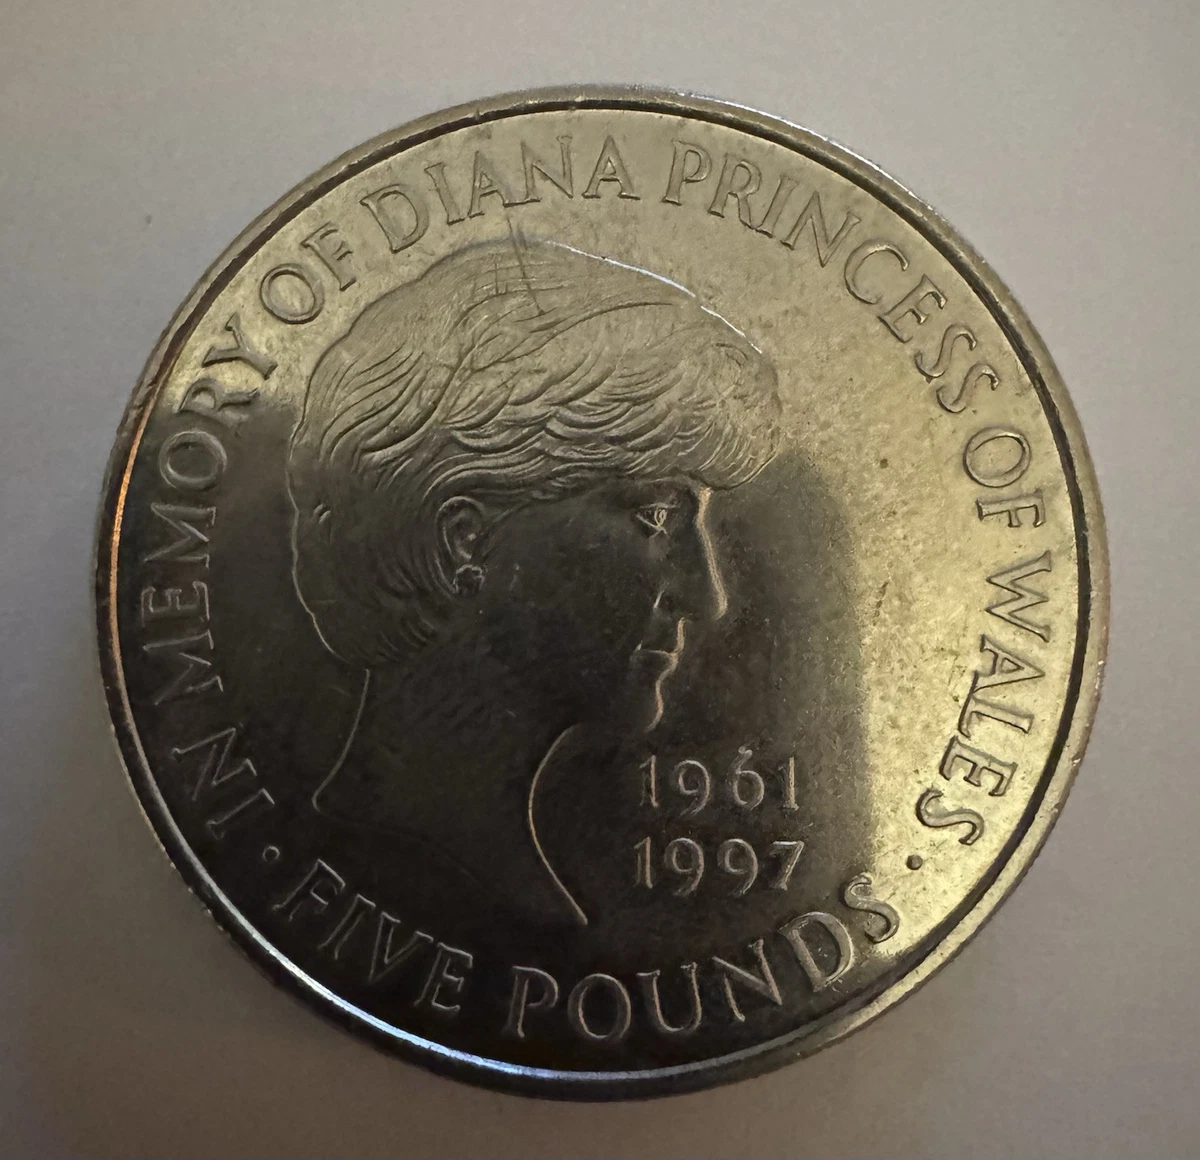 IN MEMORY OF DIANA PRINCESS OF WALES
1961
1997
· FIVE POUNDS ·